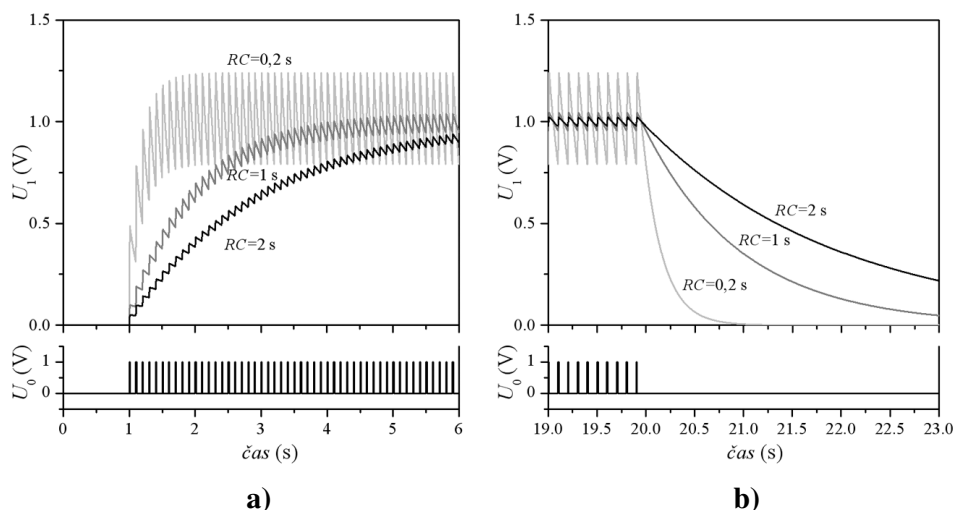 1.5
1.0
0.5
0.0
U₁ (V)
RC=0,2 s
RC=1 s
RC=2 s
1
0
U₀ (V)
0
1
2
3
4
5
6
čas (s)
a)
1.5
1.0
0.5
0.0
U₁ (V)
RC=2 s
RC=1 s
RC=0,2 s
1
0
U₀ (V)
19.0
19.5
20.0
20.5
21.0
21.5
22.0
22.5
23.0
čas (s)
b)